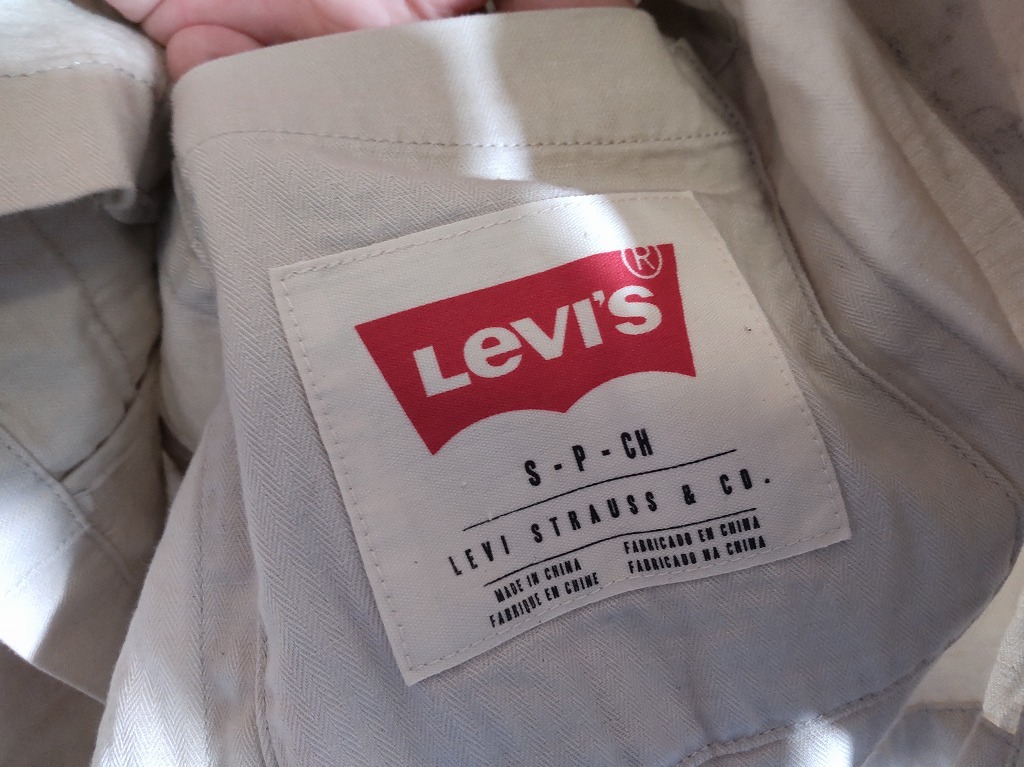 Levi's®
S - P - CH
LEVI STRAUSS & CO.
MADE IN CHINA
FABRIQUE EN CHINE
FABRICADO EN CHINA
FABRICADO NA CHINA